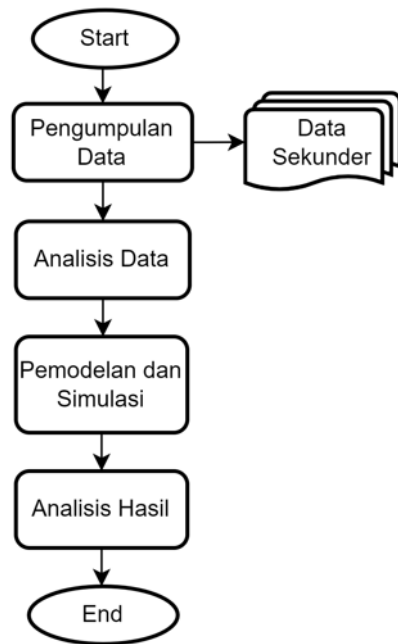 Start
Pengumpulan
Data
Data
Sekunder
Analisis Data
Pemodelan dan
Simulasi
Analisis Hasil
End